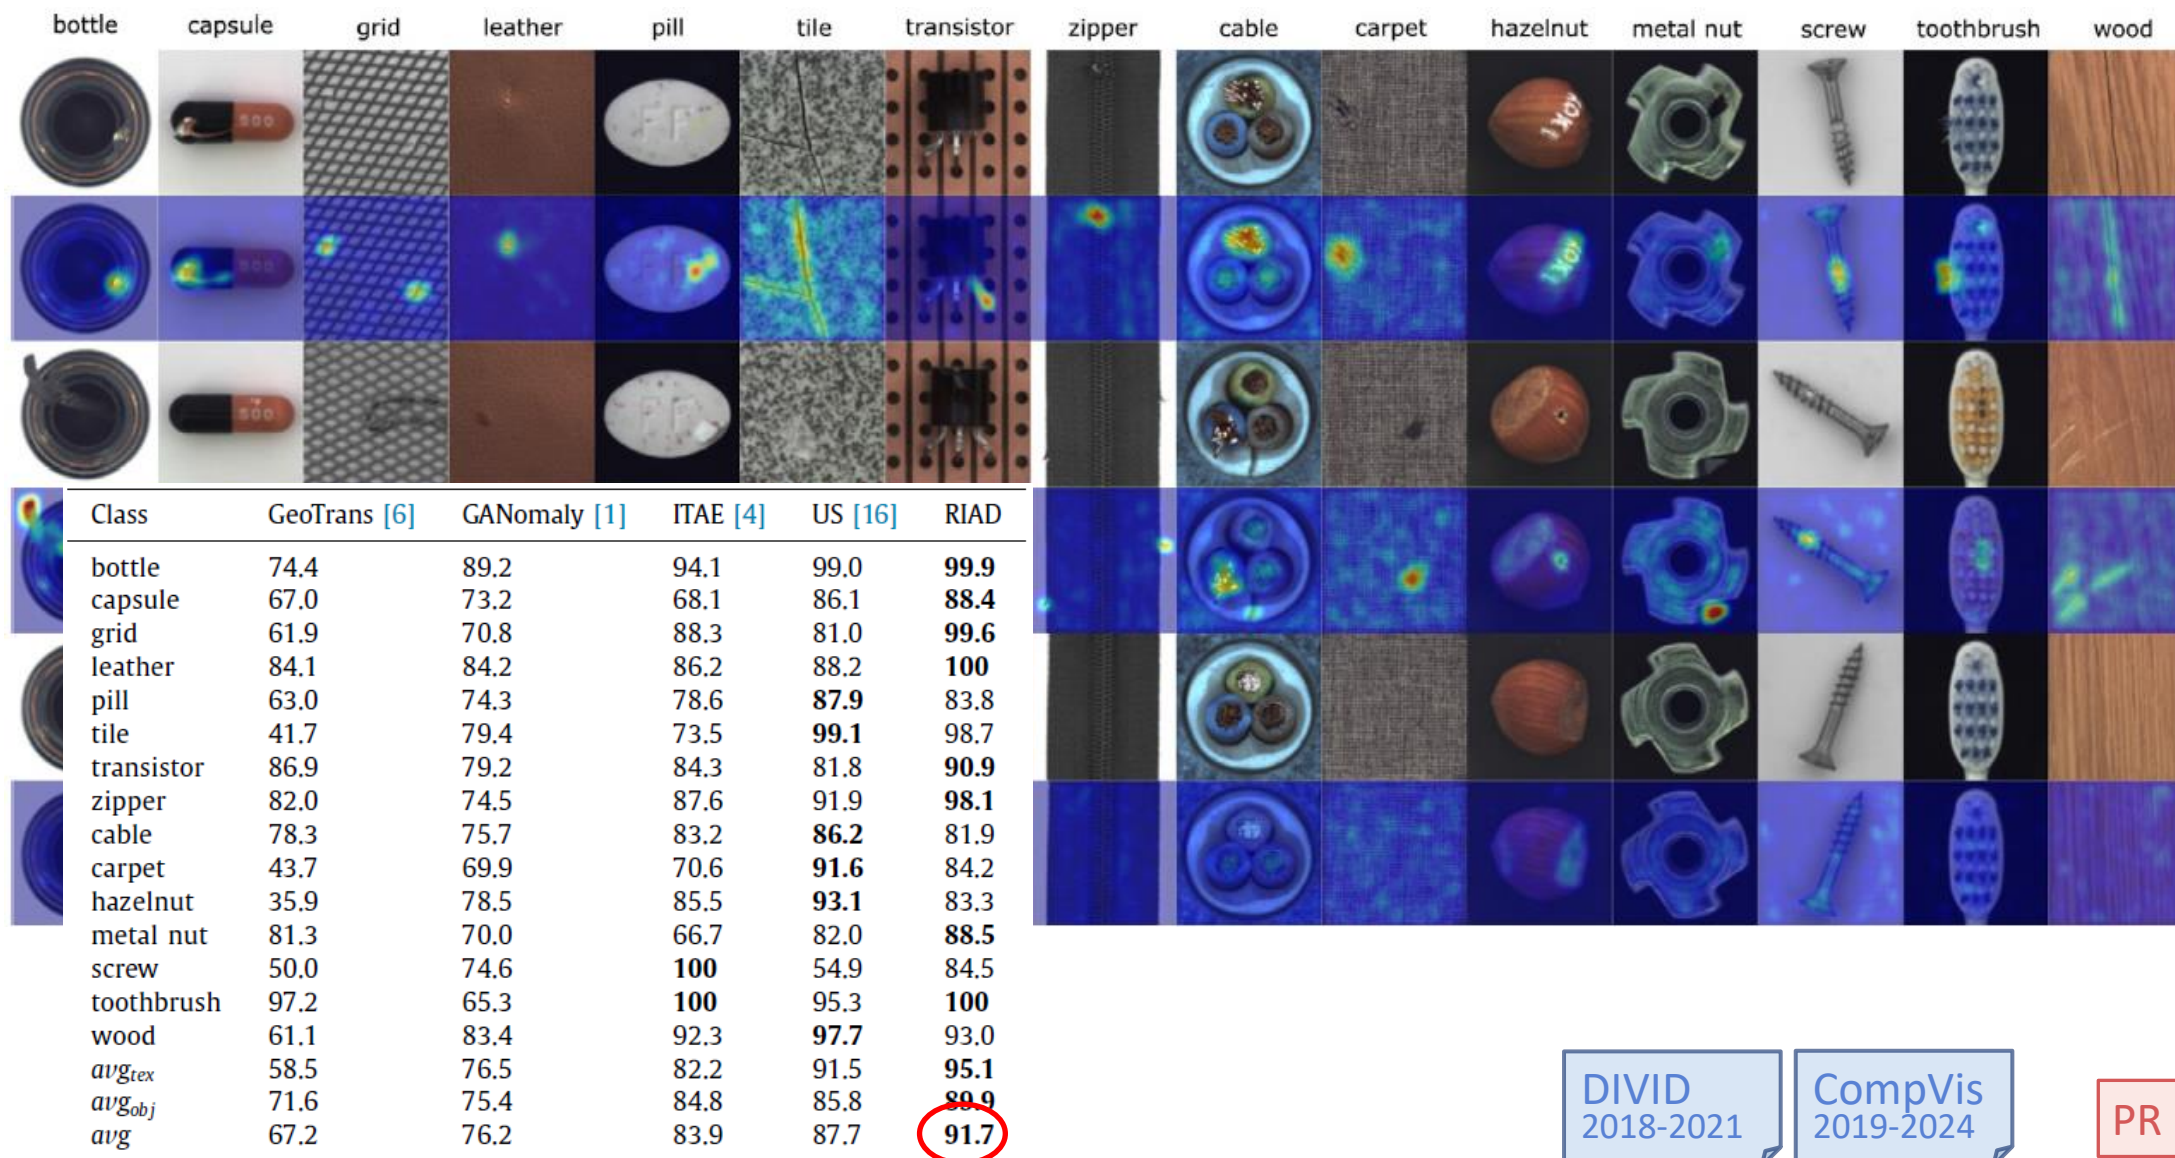 bottle capsule grid leather pill tile transistor zipper cable carpet hazelnut metal nut screw toothbrush wood
500
FF
500
FF
Class GeoTrans [6] GANomaly [1] ITAE [4] US [16] RIAD
bottle 74.4 89.2 94.1 99.0 99.9
capsule 67.0 73.2 68.1 86.1 88.4
grid 61.9 70.8 88.3 81.0 99.6
leather 84.1 84.2 86.2 88.2 100
pill 63.0 74.3 78.6 87.9 83.8
tile 41.7 79.4 73.5 99.1 98.7
transistor 86.9 79.2 84.3 81.8 90.9
zipper 82.0 74.5 87.6 91.9 98.1
cable 78.3 75.7 83.2 86.2 81.9
carpet 43.7 69.9 70.6 91.6 84.2
hazelnut 35.9 78.5 85.5 93.1 83.3
metal nut 81.3 70.0 66.7 82.0 88.5
screw 50.0 74.6 100 54.9 84.5
toothbrush 97.2 65.3 100 95.3 100
wood 61.1 83.4 92.3 97.7 93.0
avgtex 58.5 76.5 82.2 91.5 95.1
avgobj 71.6 75.4 84.8 85.8 89.9
avg 67.2 76.2 83.9 87.7 91.7
DIVID
2018-2021
CompVis
2019-2024
PR